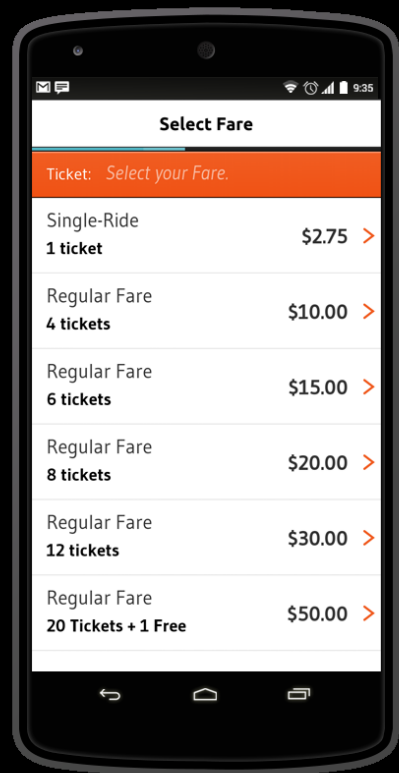 9:35
Select Fare
Ticket: Select your Fare.
Single-Ride
1 ticket
$2.75
Regular Fare
4 tickets
$10.00
Regular Fare
6 tickets
$15.00
Regular Fare
8 tickets
$20.00
Regular Fare
12 tickets
$30.00
Regular Fare
20 Tickets + 1 Free
$50.00